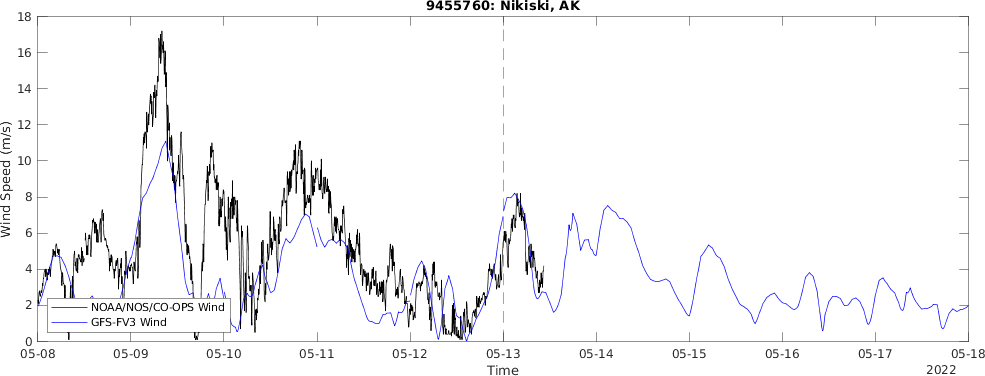 9455760: Nikiski, AK
Wind Speed (m/s)
18
16
14
12
10
8
6
4
2
0
NOAA/NOS/CO-OPS Wind
GFS-FV3 Wind
05-08 05-09 05-10 05-11 05-12 05-13 05-14 05-15 05-16 05-17 05-18
Time
2022